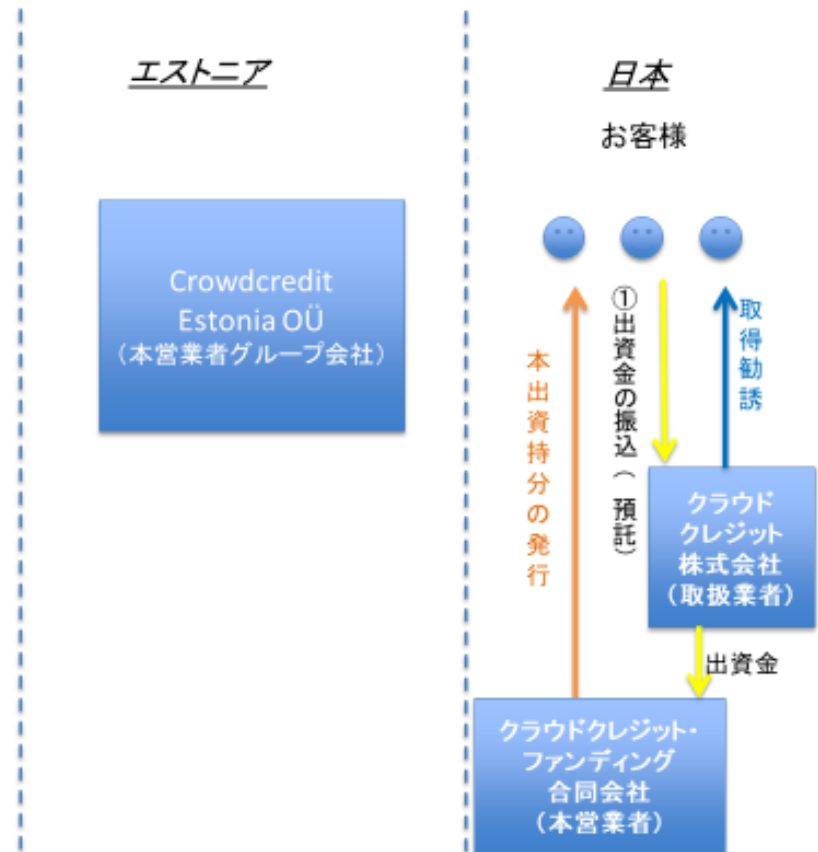 エストニア
Crowdcredit
Estonia OÜ
（本営業者グループ会社）
日本
お客様
本出資持分の発行
①出資金の振込（預託）
取得勧誘
クラウド
クレジット
株式会社
（取扱業者）
出資金
クラウドクレジット・
ファンディング
合同会社
（本営業者）